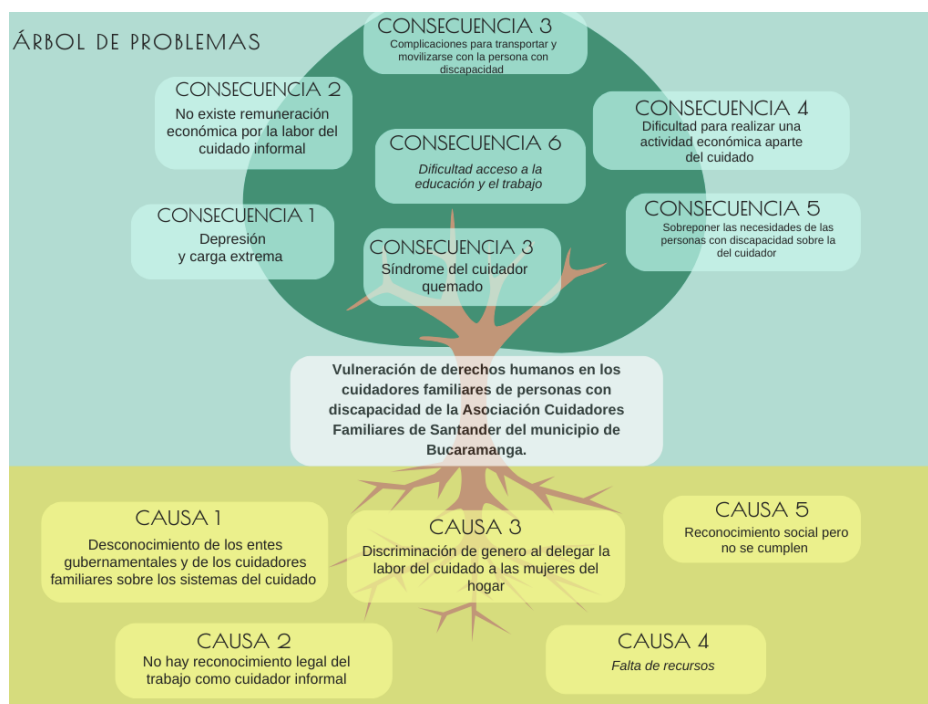 ÁRBOL DE PROBLEMAS
CONSECUENCIA 3
Complicaciones para transportar y
movilizarse con la persona con
discapacidad
CONSECUENCIA 2
No existe remuneración
económica por la labor del
cuidado informal
CONSECUENCIA 4
Dificultad para realizar una
actividad económica aparte
del cuidado
CONSECUENCIA 6
Dificultad acceso a la
educación y el trabajo
CONSECUENCIA 1
Depresión
y carga extrema
CONSECUENCIA 5
Sobreponer las necesidades de las
personas con discapacidad sobre la
del cuidador
CONSECUENCIA 3
Síndrome del cuidador
quemado
Vulneración de derechos humanos en los
cuidadores familiares de personas con
discapacidad de la Asociación Cuidadores
Familiares de Santander del municipio de
Bucaramanga.
CAUSA 1
Desconocimiento de los entes
gubernamentales y de los cuidadores
familiares sobre los sistemas del cuidado
CAUSA 3
Discriminación de genero al delegar la
labor del cuidado a las mujeres del
hogar
CAUSA 5
Reconocimiento social pero
no se cumplen
CAUSA 2
No hay reconocimiento legal del
trabajo como cuidador informal
CAUSA 4
Falta de recursos